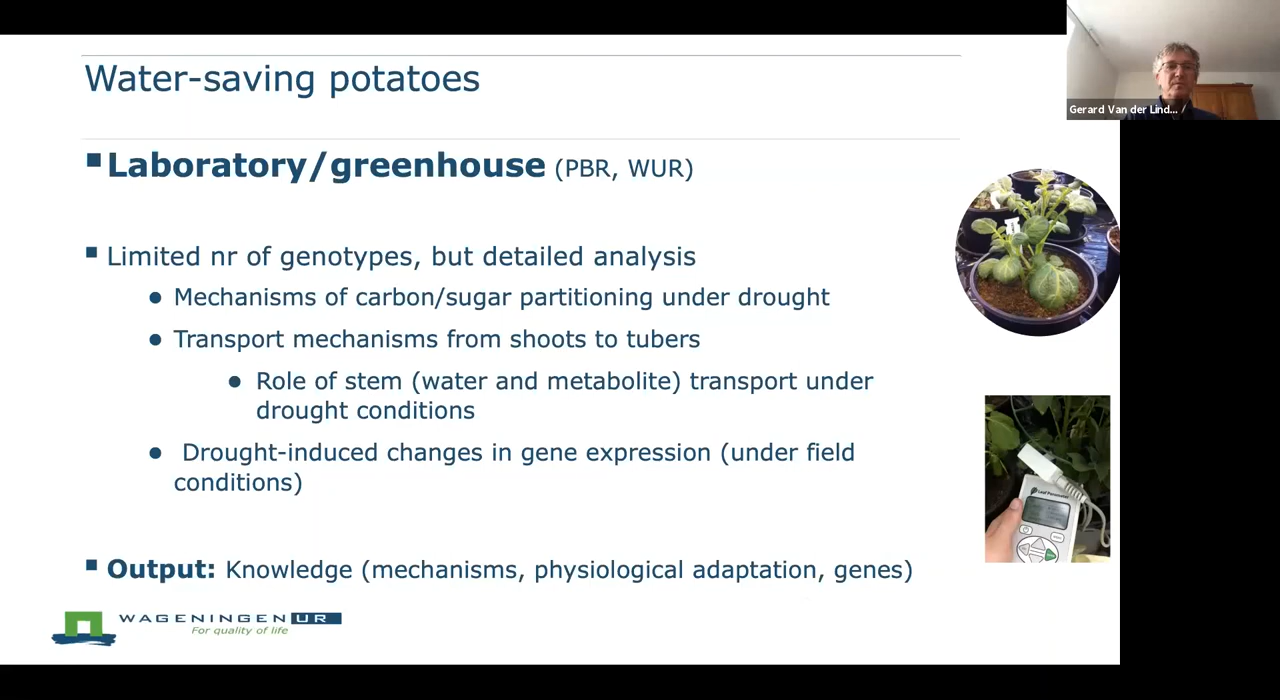 Water-saving potatoes
Gerard Van der Lind...
Laboratory/greenhouse (PBR, WUR)
Limited nr of genotypes, but detailed analysis
Mechanisms of carbon/sugar partitioning under drought
Transport mechanisms from shoots to tubers
Role of stem (water and metabolite) transport under
drought conditions
Drought-induced changes in gene expression (under field
conditions)
Leaf Porometer
Output: Knowledge (mechanisms, physiological adaptation, genes)
WAGENINGEN UR
For quality of life